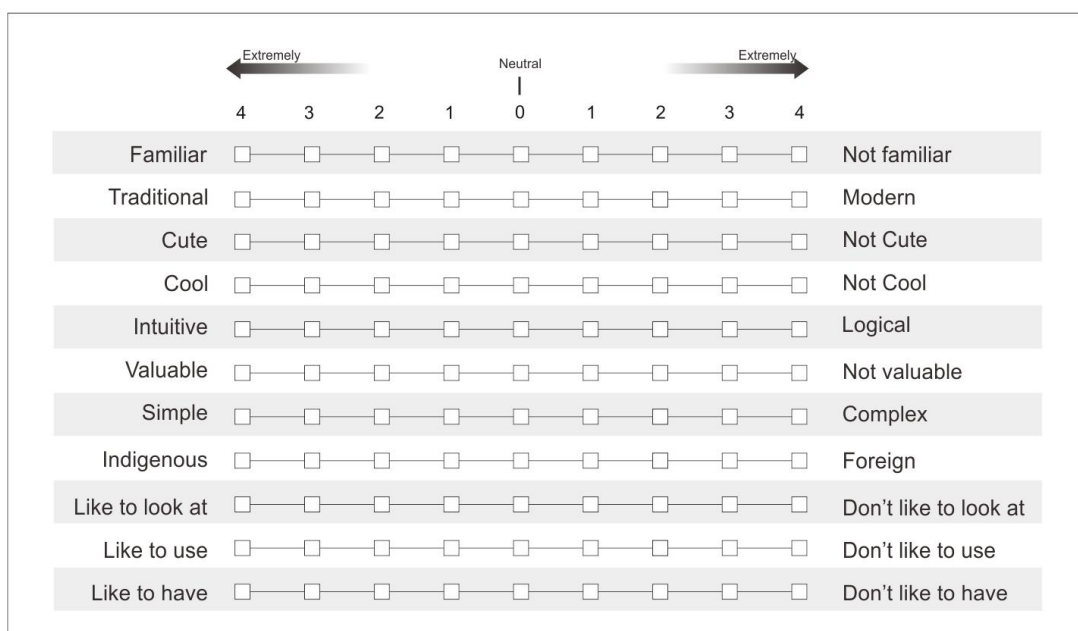 Extremely Extremely
Neutral
4 3 2 1 0 1 2 3 4
Familiar Not familiar
Traditional Modern
Cute Not Cute
Cool Not Cool
Intuitive Logical
Valuable Not valuable
Simple Complex
Indigenous Foreign
Like to look at Don't like to look at
Like to use Don't like to use
Like to have Don't like to have